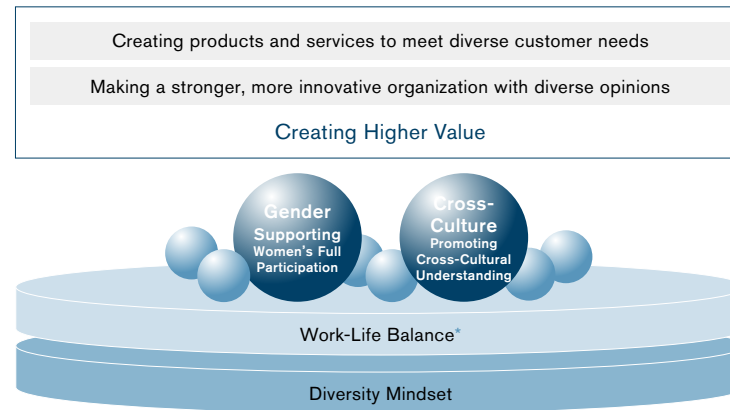 Creating products and services to meet diverse customer needs
Making a stronger, more innovative organization with diverse opinions
Creating Higher Value
Gender
Supporting
Women's Full
Participation
Cross-
Culture
Promoting
Cross-Cultural
Understanding
Work-Life Balance*
Diversity Mindset